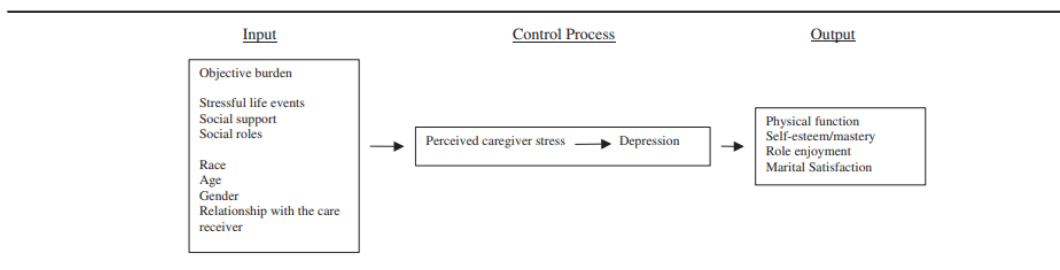 Input
Control Process
Output
Objective burden
Stressful life events
Social support
Social roles
Race
Age
Gender
Relationship with the care
receiver
Perceived caregiver stress
Depression
Physical function
Self-esteem/mastery
Role enjoyment
Marital Satisfaction